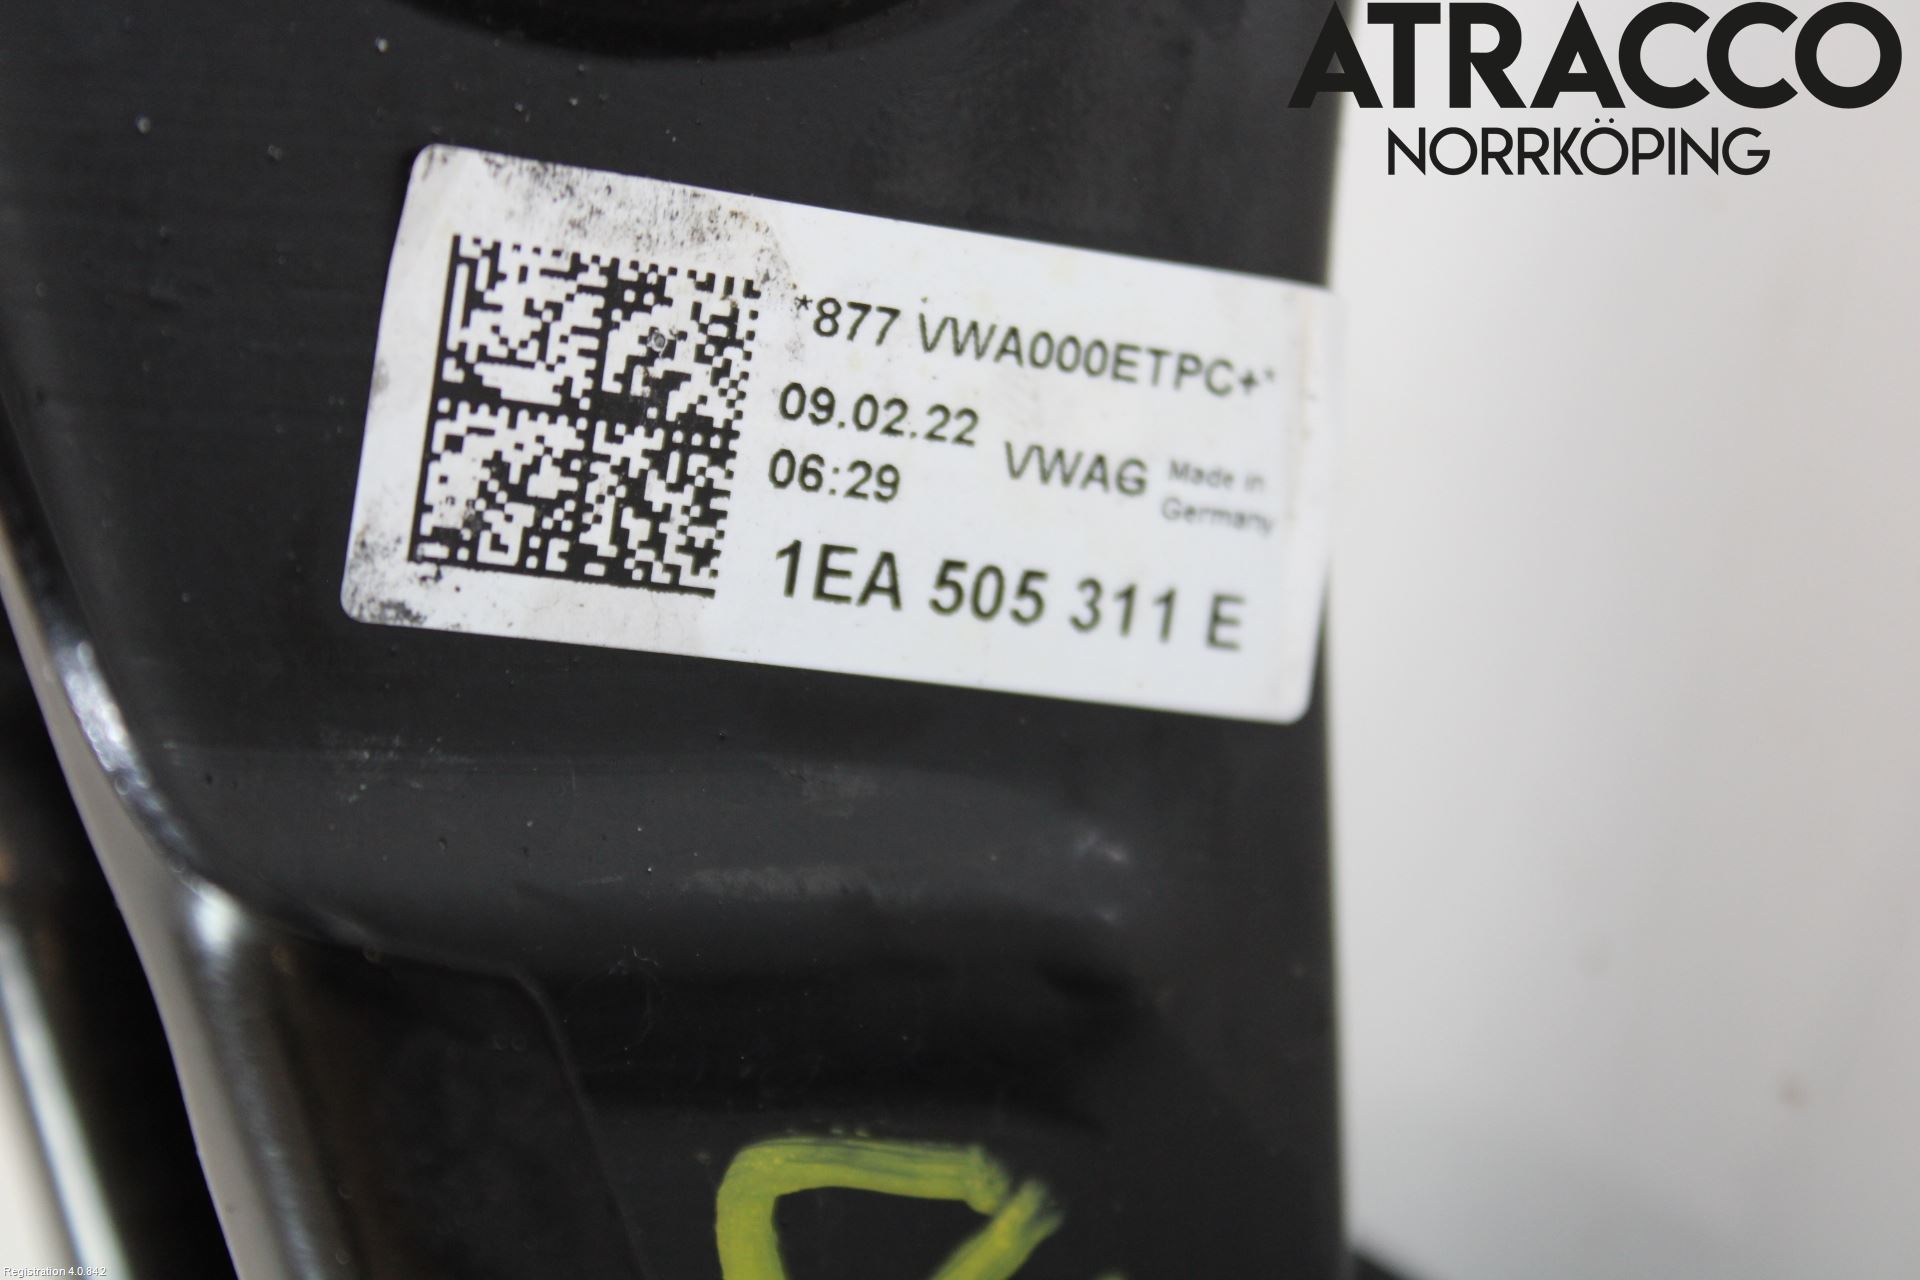 ATRACCO
NORRKÖPING
*877 VWA000ETPC+*
09.02.22
06:29
VWAG
Made in
Germany
1EA 505 311 E
Registration 4.0.842